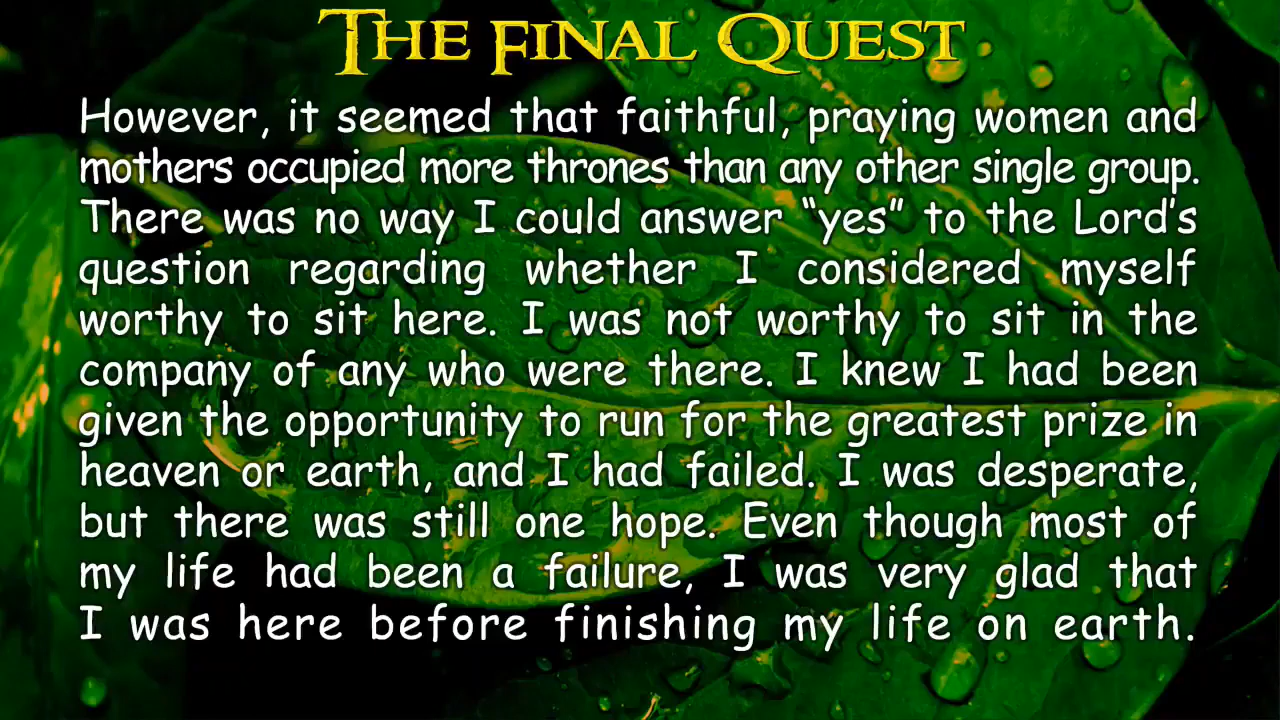 The Final Quest
However, it seemed that faithful, praying women and
mothers occupied more thrones than any other single group.
There was no way I could answer “yes” to the Lord’s
question regarding whether I considered myself
worthy to sit here. I was not worthy to sit in the
company of any who were there. I knew I had been
given the opportunity to run for the greatest prize in
heaven or earth, and I had failed. I was desperate,
but there was still one hope. Even though most of
my life had been a failure, I was very glad that
I was here before finishing my life on earth.